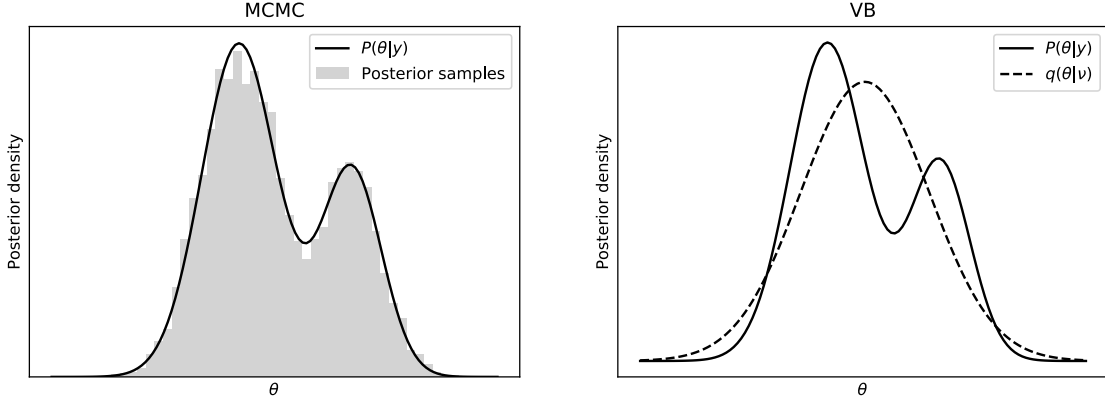 MCMC
P(θ|y)
Posterior samples
Posterior density
θ
VB
P(θ|y)
q(θ|ν)
Posterior density
θ